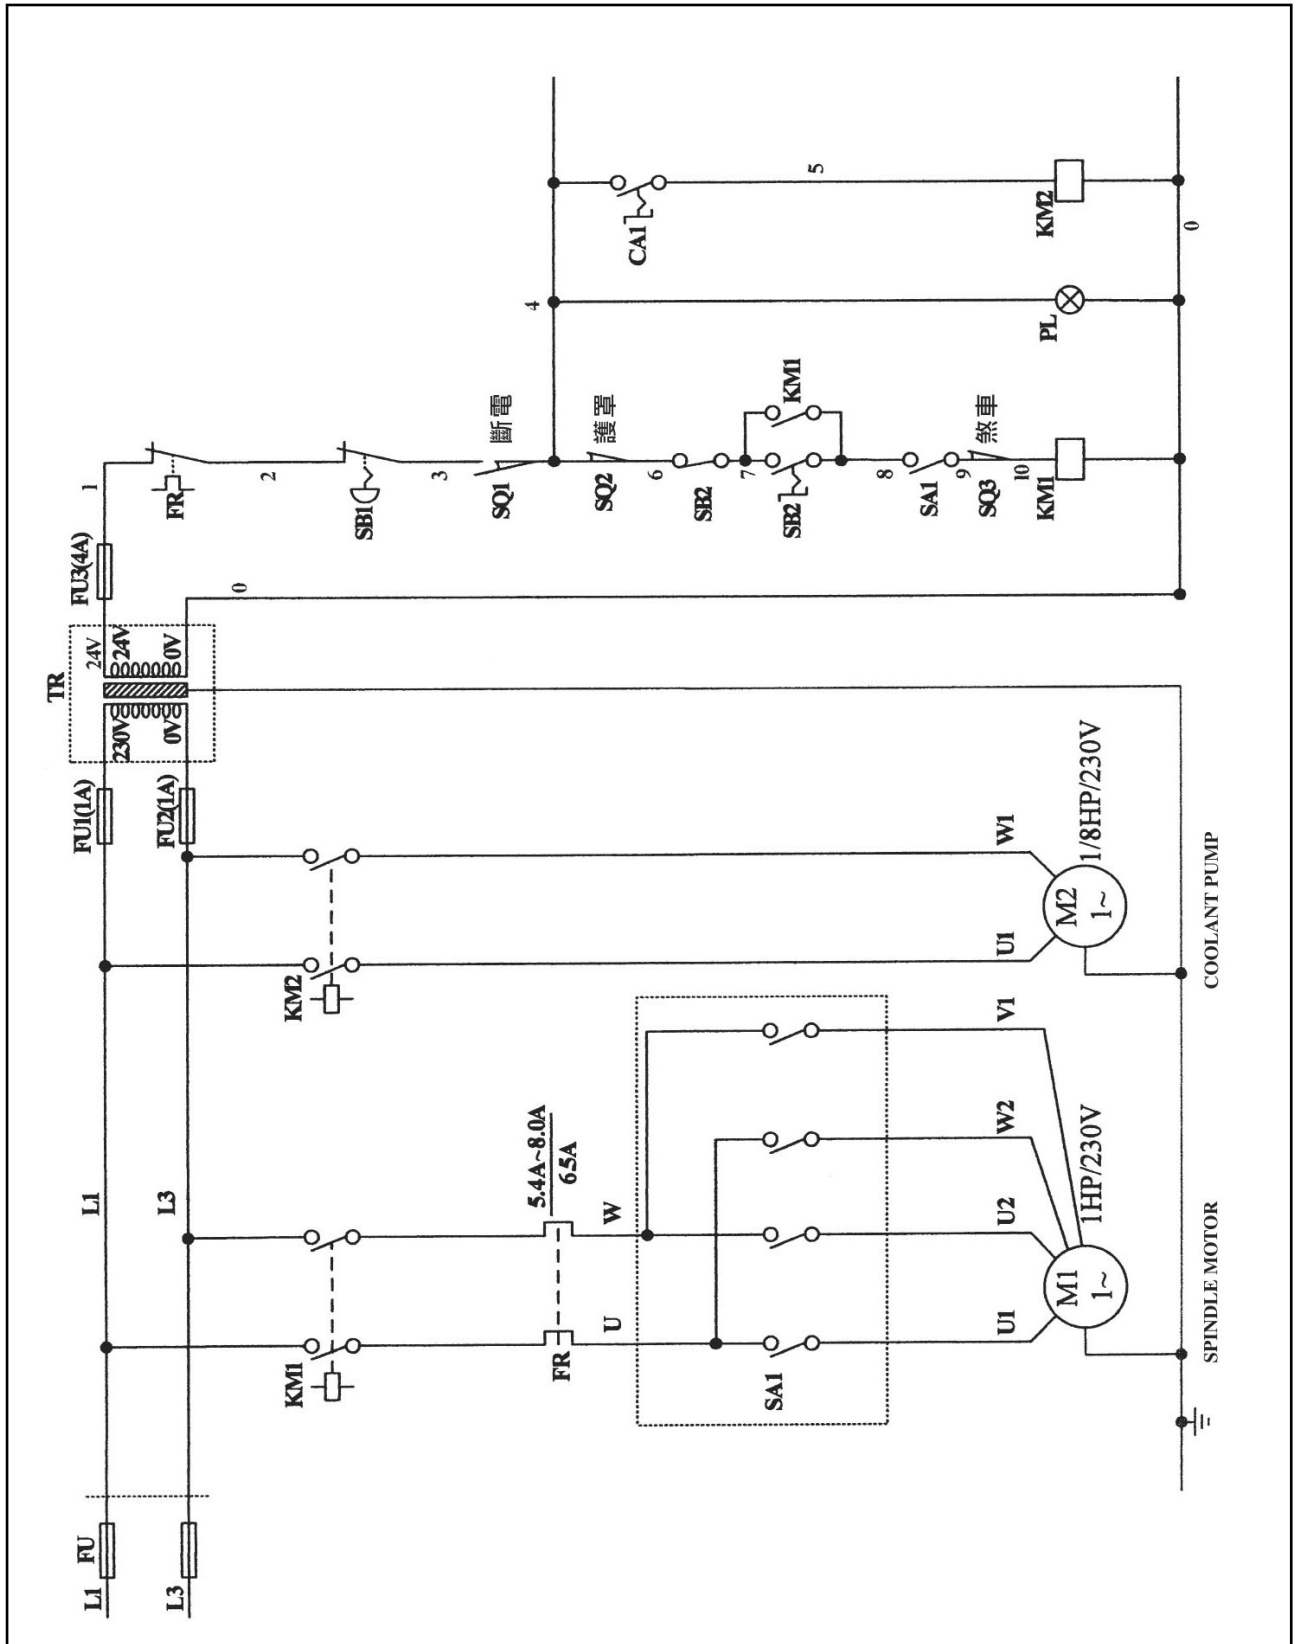 L1
FU
L3
L1
L3
KM1
FR
5.4A~8.0A
6.5A
U
W
SA1
U1
U2
W2
V1
M1
1~
1HP/230V
SPINDLE MOTOR
KM2
U1
W1
M2
1~
1/8HP/230V
COOLANT PUMP
FU1(1A)
FU2(1A)
TR
230V
0V
24V
24V
0V
FU3(4A)
0
1
FR
2
SB1
3
SQ1
斷電
4
SQ2
護罩
6
SB2
7
SB2
KM1
8
SA1
9
SQ3
煞車
10
KM1
PL
CA1
5
KM2
0